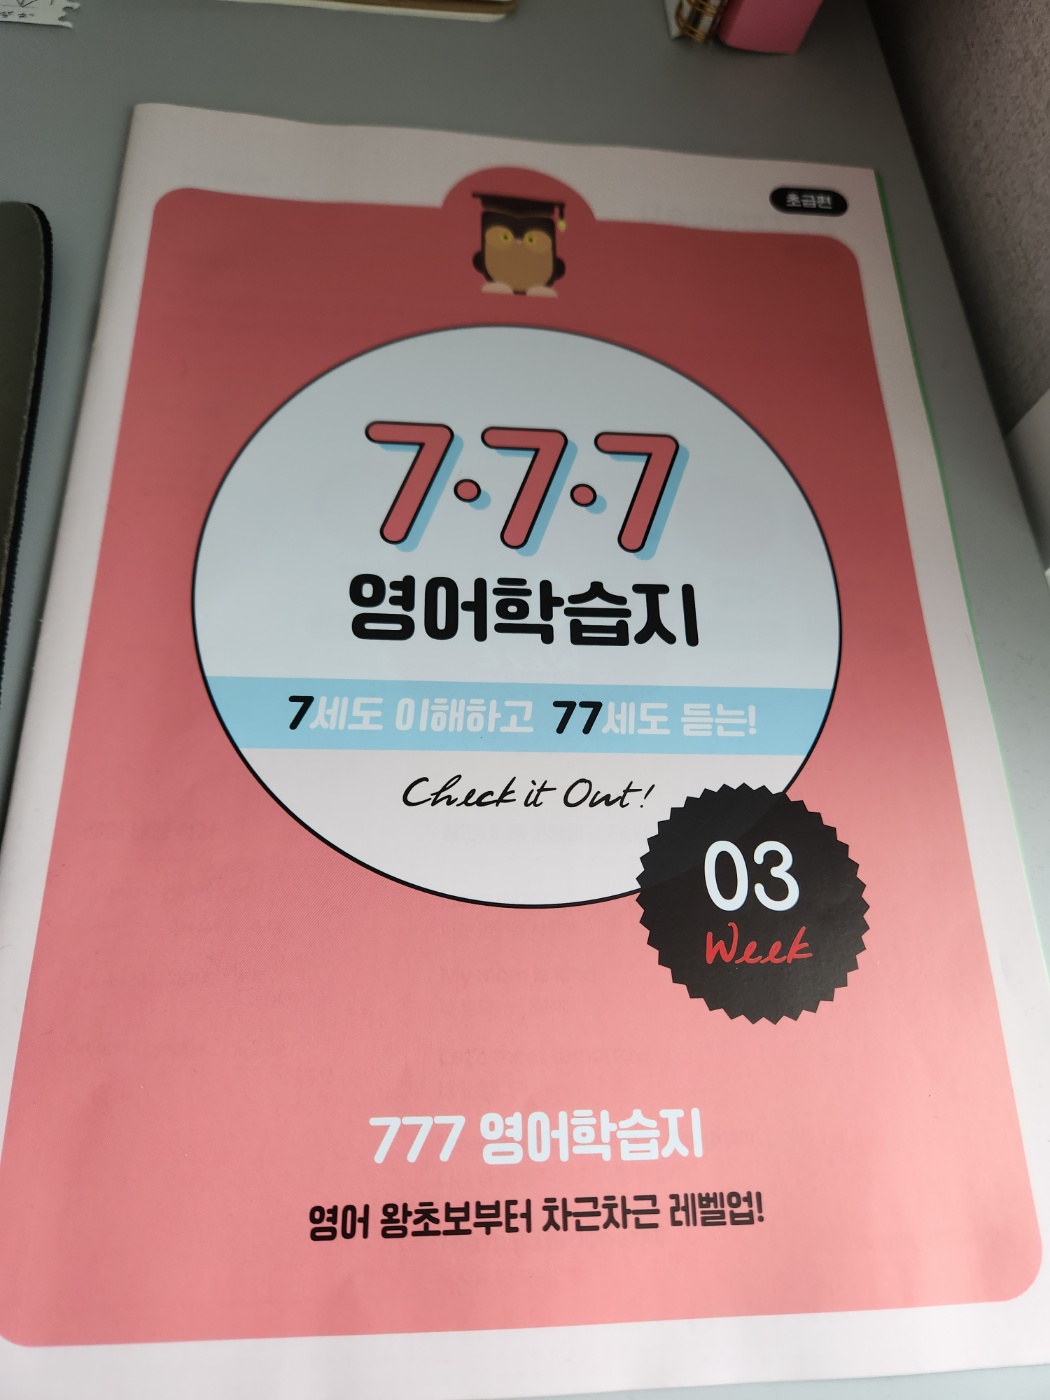 초급편
7·7·7
영어학습지
7세도 이해하고 77세도 듣는!
Check it Out!
03
Week
777 영어학습지
영어 왕초보부터 차근차근 레벨업!